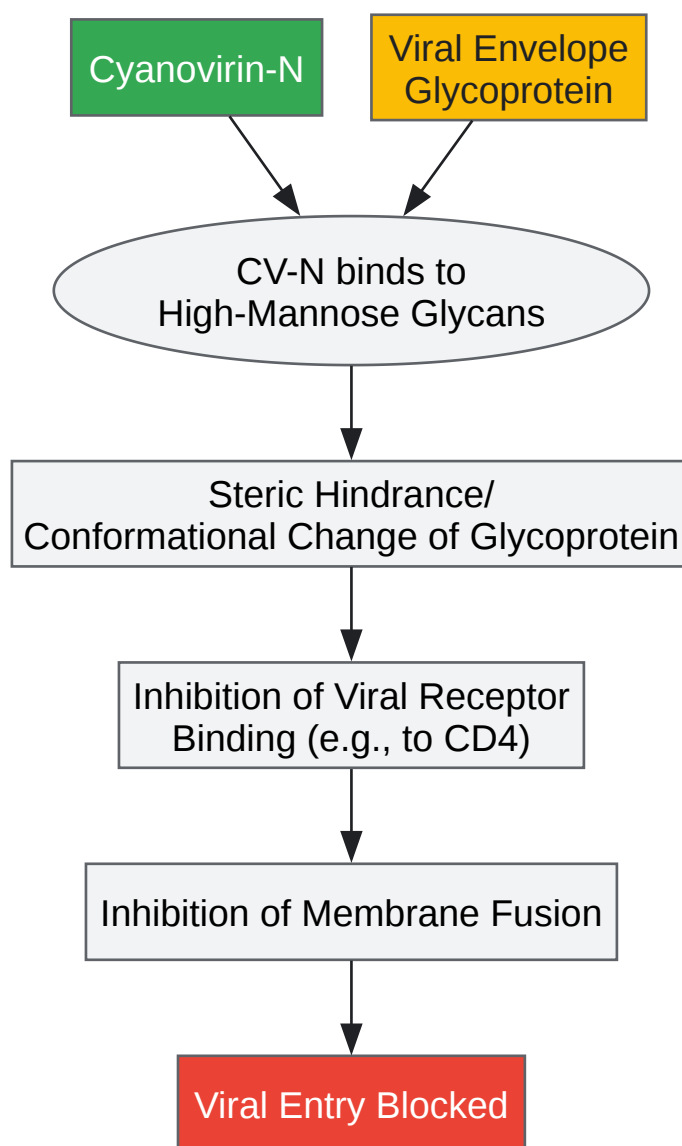 Cyanovirin-N
Viral Envelope
Glycoprotein
CV-N binds to
High-Mannose Glycans
Steric Hindrance/
Conformational Change of Glycoprotein
Inhibition of Viral Receptor
Binding (e.g., to CD4)
Inhibition of Membrane Fusion
Viral Entry Blocked